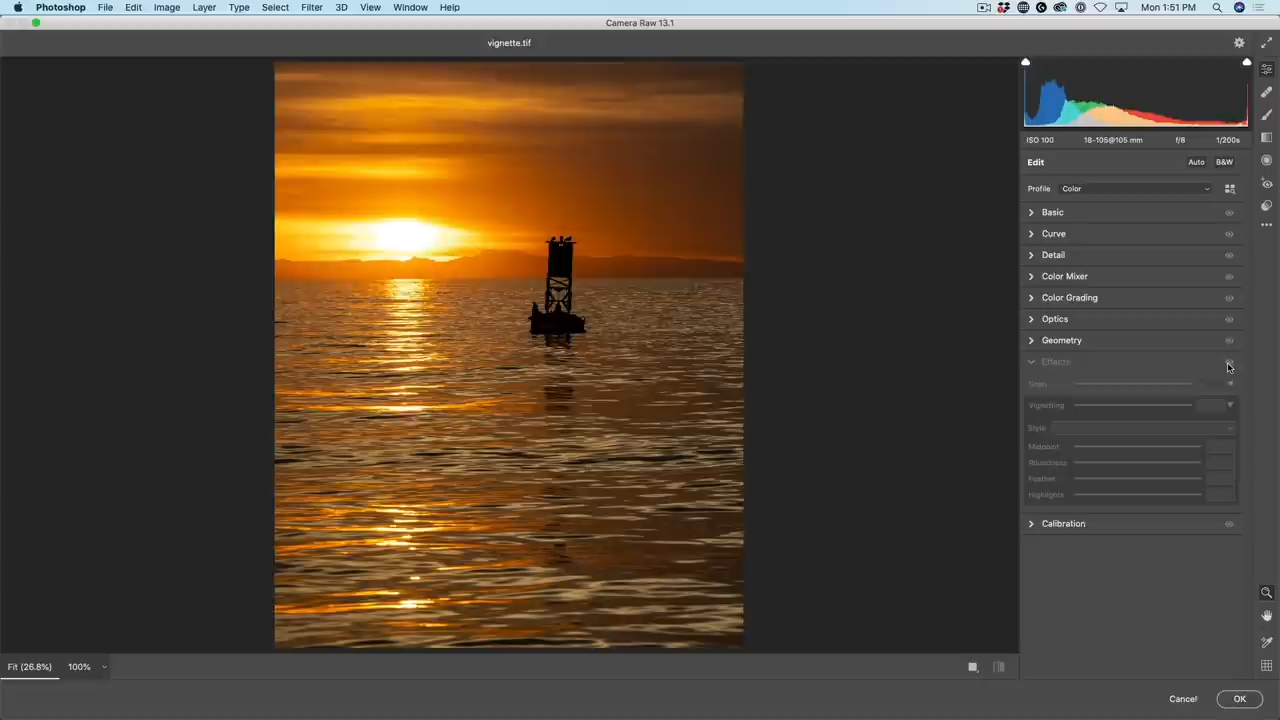 Photoshop File Edit Image Layer Type Select Filter 3D View Window Help Mon 1:51 PM
Camera Raw 13.1
vignette.tif
ISO 100 18-105@105 mm f/8 1/200s
Edit Auto B&W
Profile Color
Basic
Curve
Detail
Color Mixer
Color Grading
Optics
Geometry
Effects
Grain
Vignetting
Style
Midpoint
Roundness
Feather
Highlights
Calibration
Fit (26.8%) 100%
Cancel OK